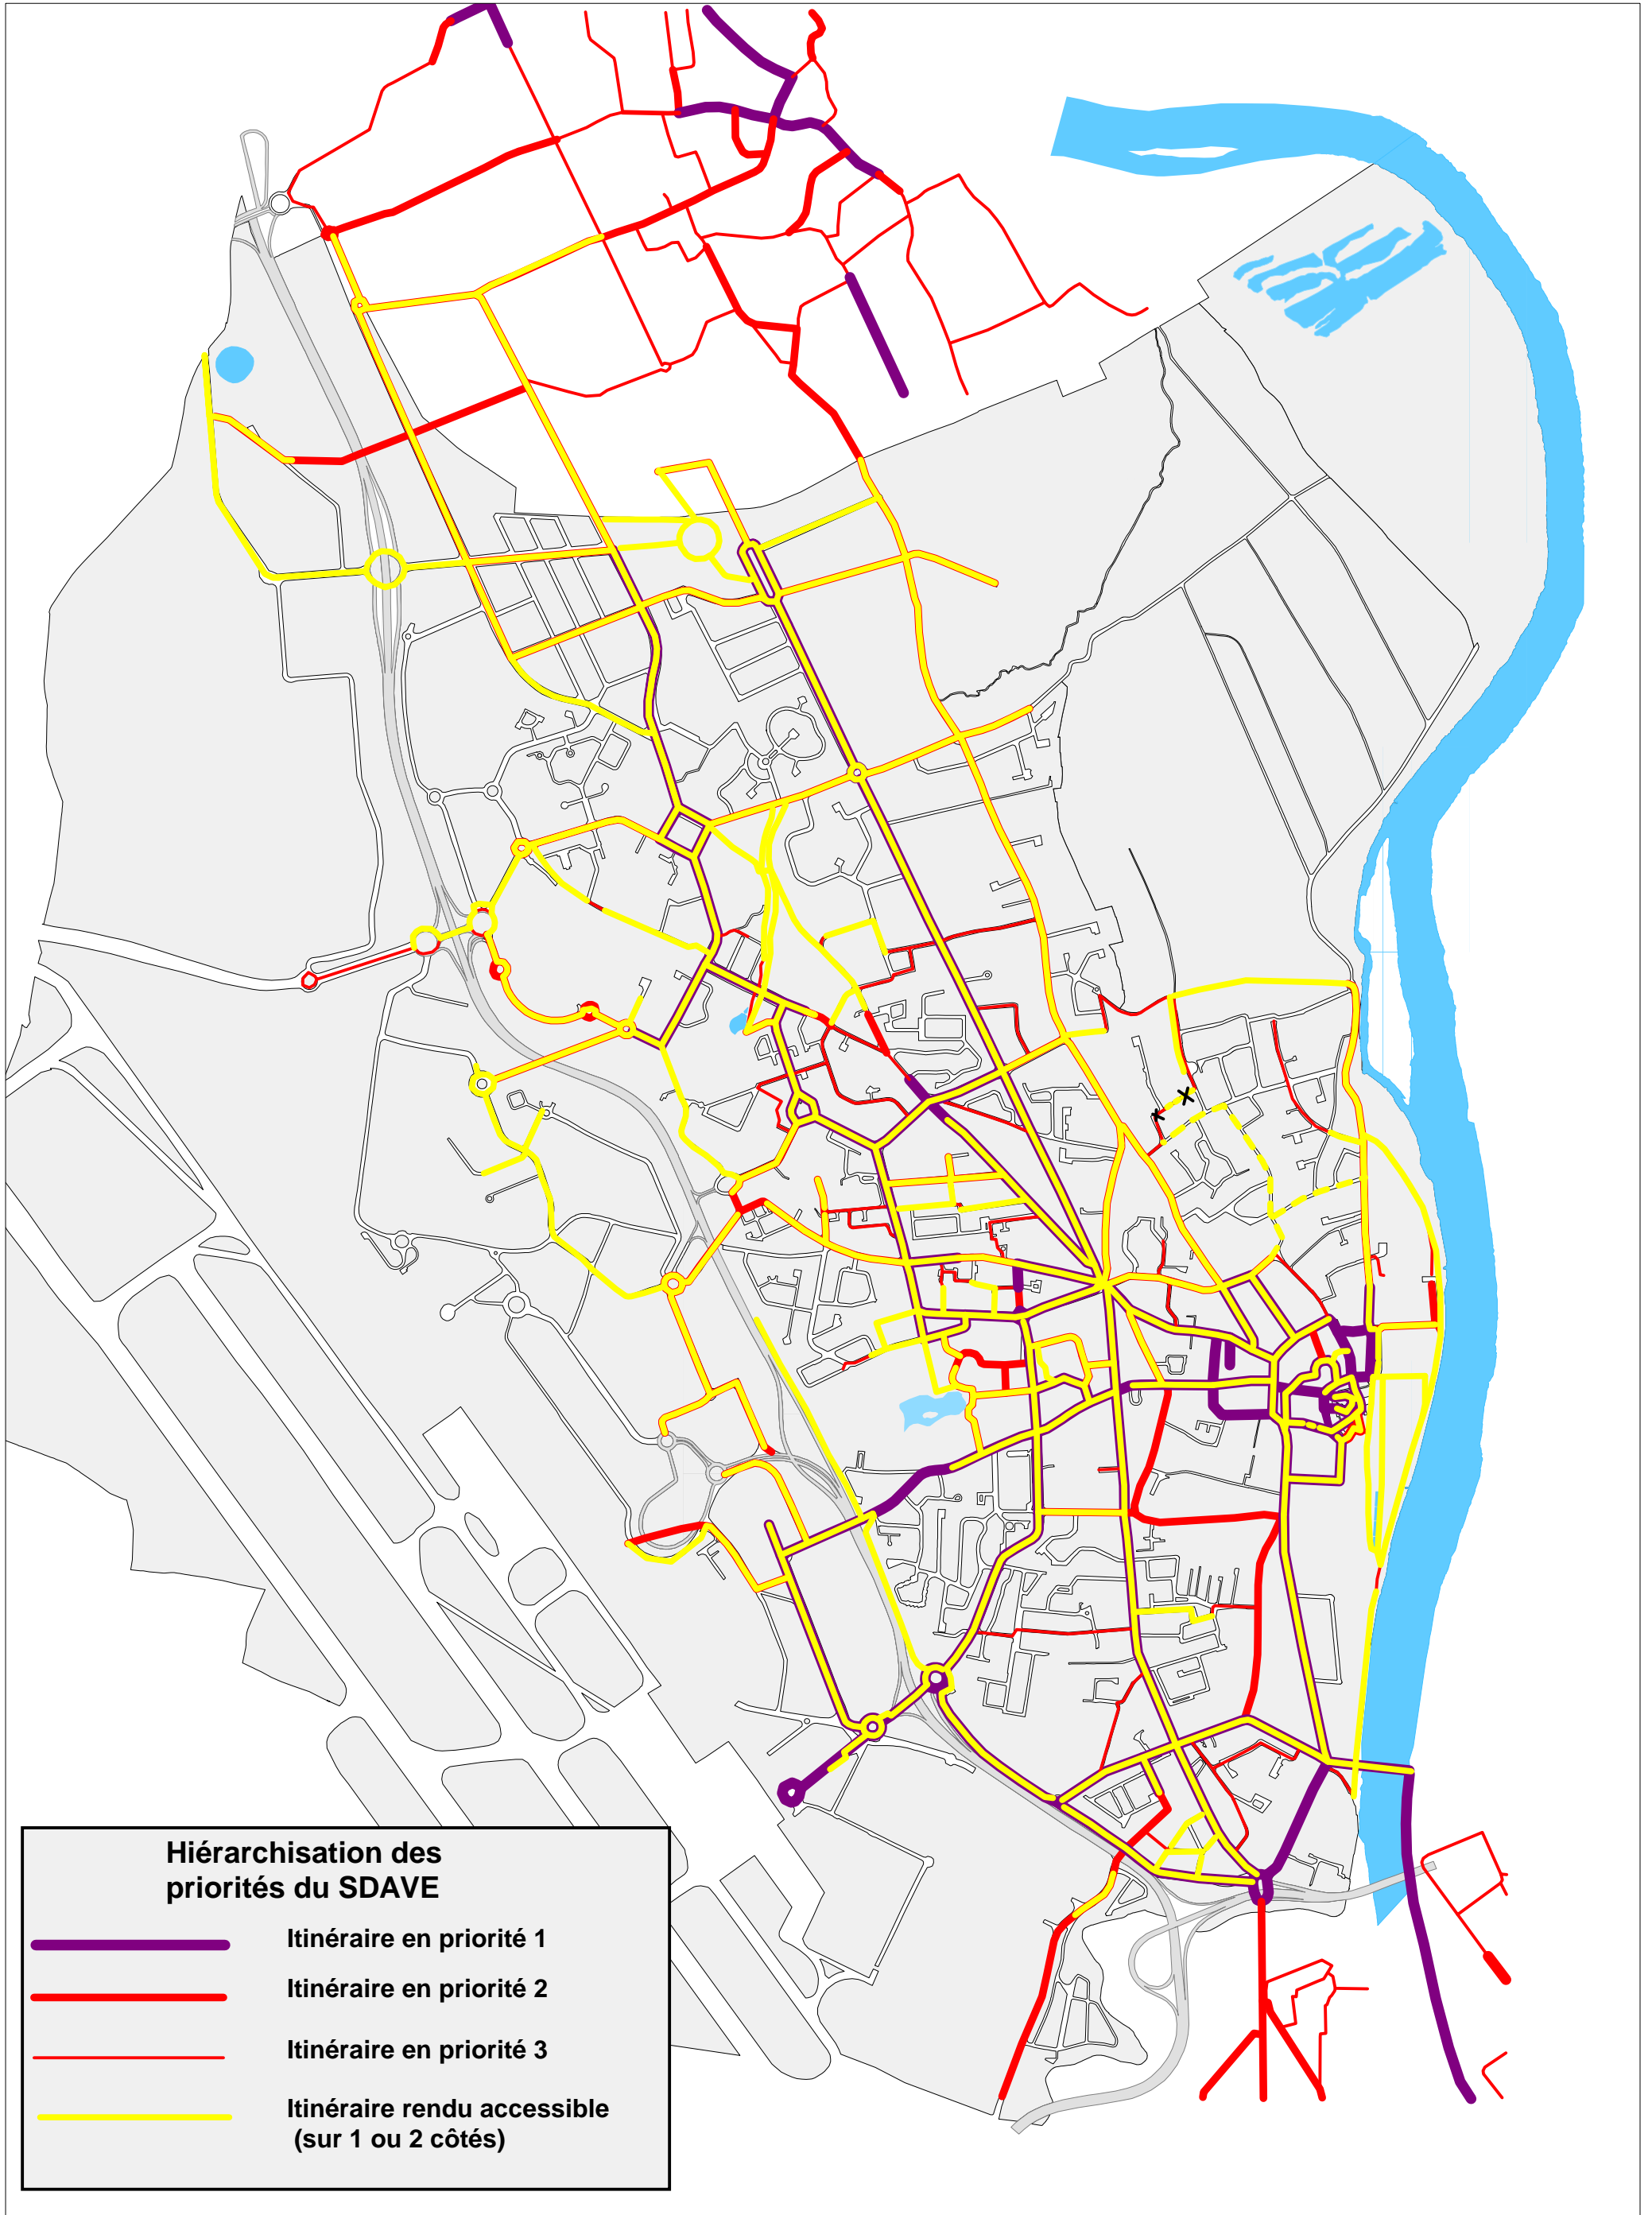 Hiérarchisation des
priorités du SDAVE
Itinéraire en priorité 1
Itinéraire en priorité 2
Itinéraire en priorité 3
Itinéraire rendu accessible
(sur 1 ou 2 côtés)